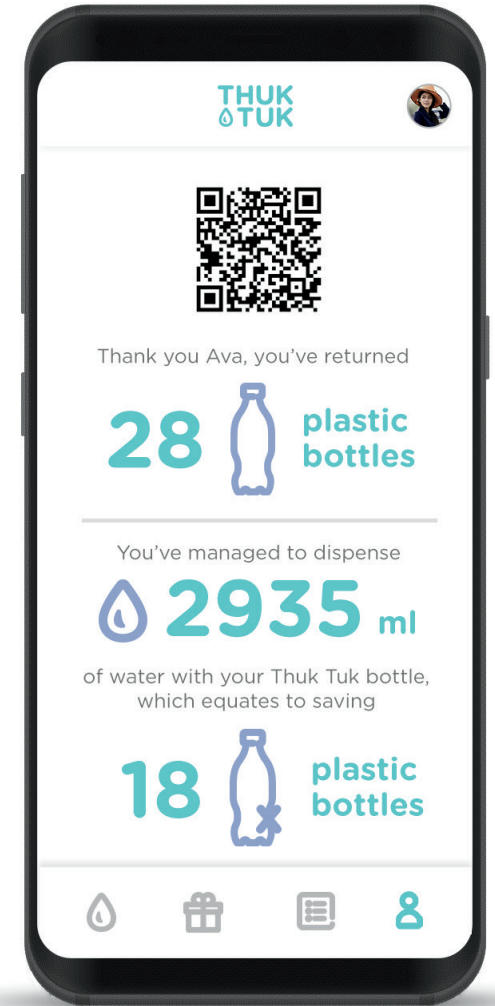 THUK
TUK
Thank you Ava, you've returned
28
plastic
bottles
You've managed to dispense
2935 ml
of water with your Thuk Tuk bottle,
which equates to saving
18
plastic
bottles